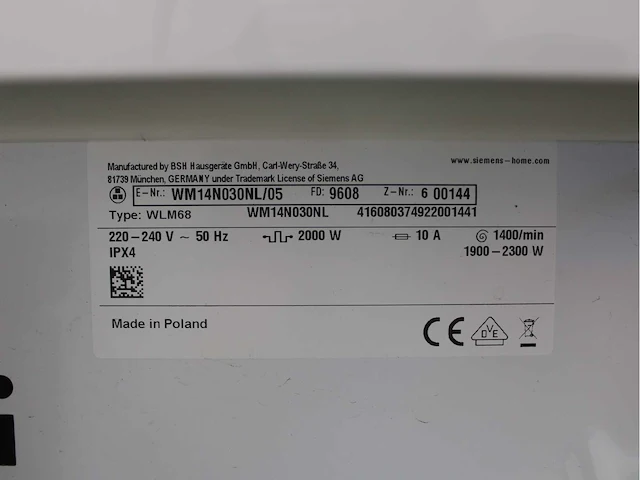 Manufactured by BSH Hausgeräte GmbH, Carl-Wery-Straße 34,
81739 München, GERMANY under Trademark License of Siemens AG
www.siemens-home.com
E-Nr.: WM14N030NL/05 FD: 9608 Z-Nr.: 6 00144
Type: WLM68 WM14N030NL 416080374922001441
220-240 V ~ 50 Hz 2000 W 10 A 1400/min
IPX4 1900-2300 W
Made in Poland
CE DVE
i